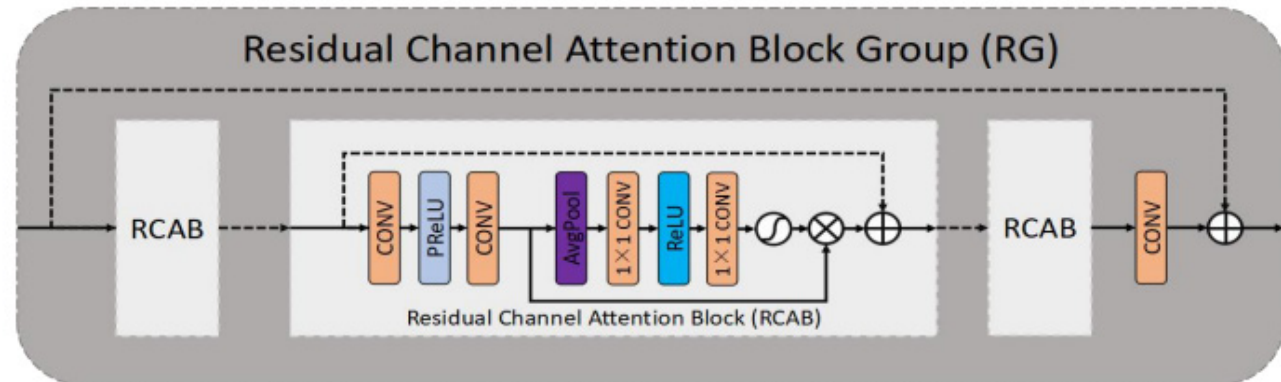 Residual Channel Attention Block Group (RG)
RCAB
CONV
PReLU
CONV
AvgPool
1×1 CONV
ReLU
1×1 CONV
Residual Channel Attention Block (RCAB)
RCAB
CONV